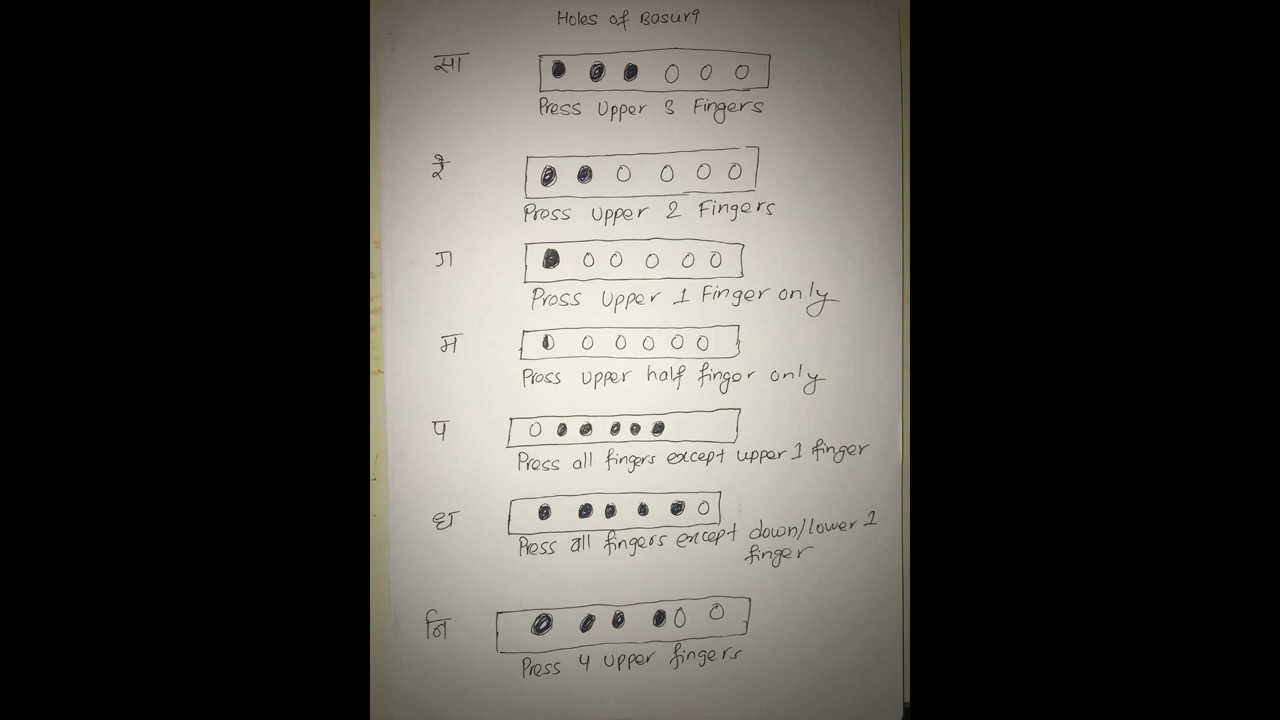 Holes of Basuri
सा
Press Upper 3 Fingers
रे
Press Upper 2 Fingers
ग
Press Upper 1 Finger only
म
Press upper half finger only
प
Press all fingers except upper 1 finger
ध
Press all fingers except down/lower 1
finger
नि
Press 4 upper fingers